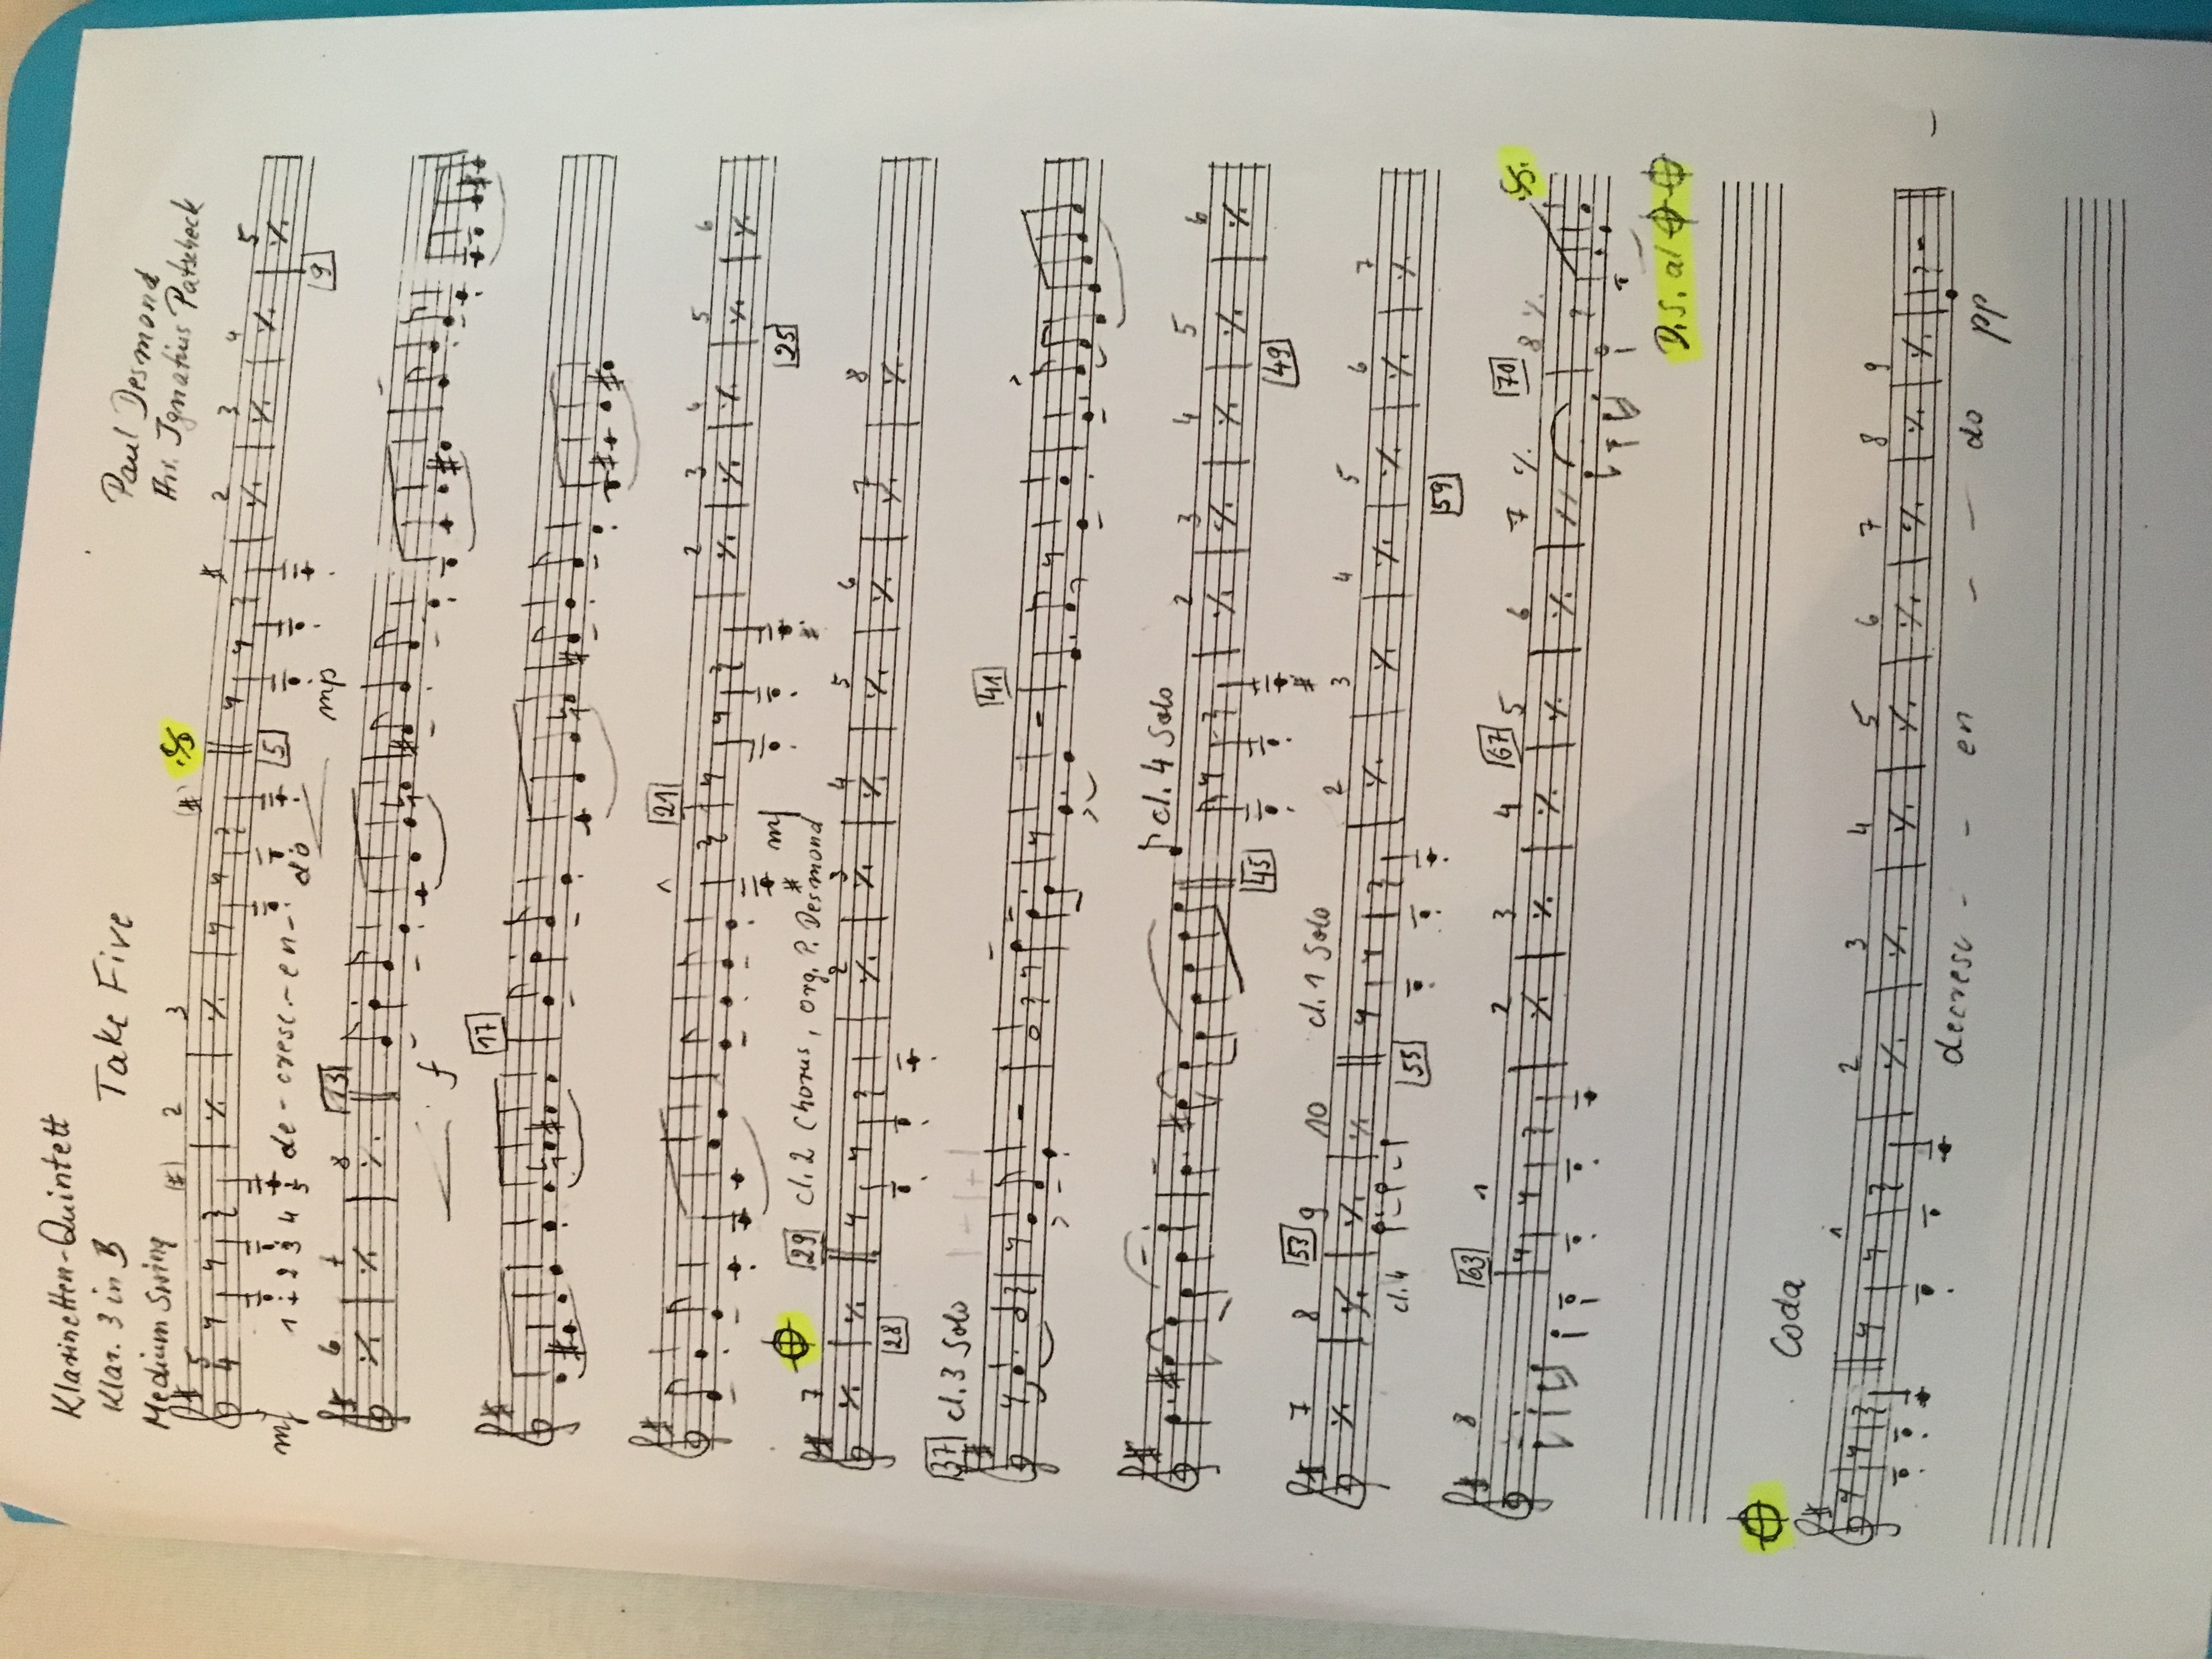 Klarinetten-Quintett
Klar. 3 in B
Take Five
Paul Desmond
Arr. Ignatius Patscheck
Medium Swing
5
4
(#) 2 3 (#) 2 3 4 5
mf 1 + 2 3 4 5 de-cresc.-en-do 5 mp 9
6 7 8 13
f
17
21 2 3 4 5 6
mf 25
7 29 cl. 2 Chorus, org. P. Desmond
2 3 4 5 6 7 8
28
37 cl. 3 Solo 1+1+1 41
cl. 4 Solo 2 3 4 5 6
45 49
7 8 53 9 10 cl. 1 Solo 2 3 4 5 6 7
cl. 4 55 59
8 63 1 2 3 4 67 5 6 7 70 8
D.S. al
Coda
1 2 3 4 5 6 7 8 9
decresc - - en - - do pp